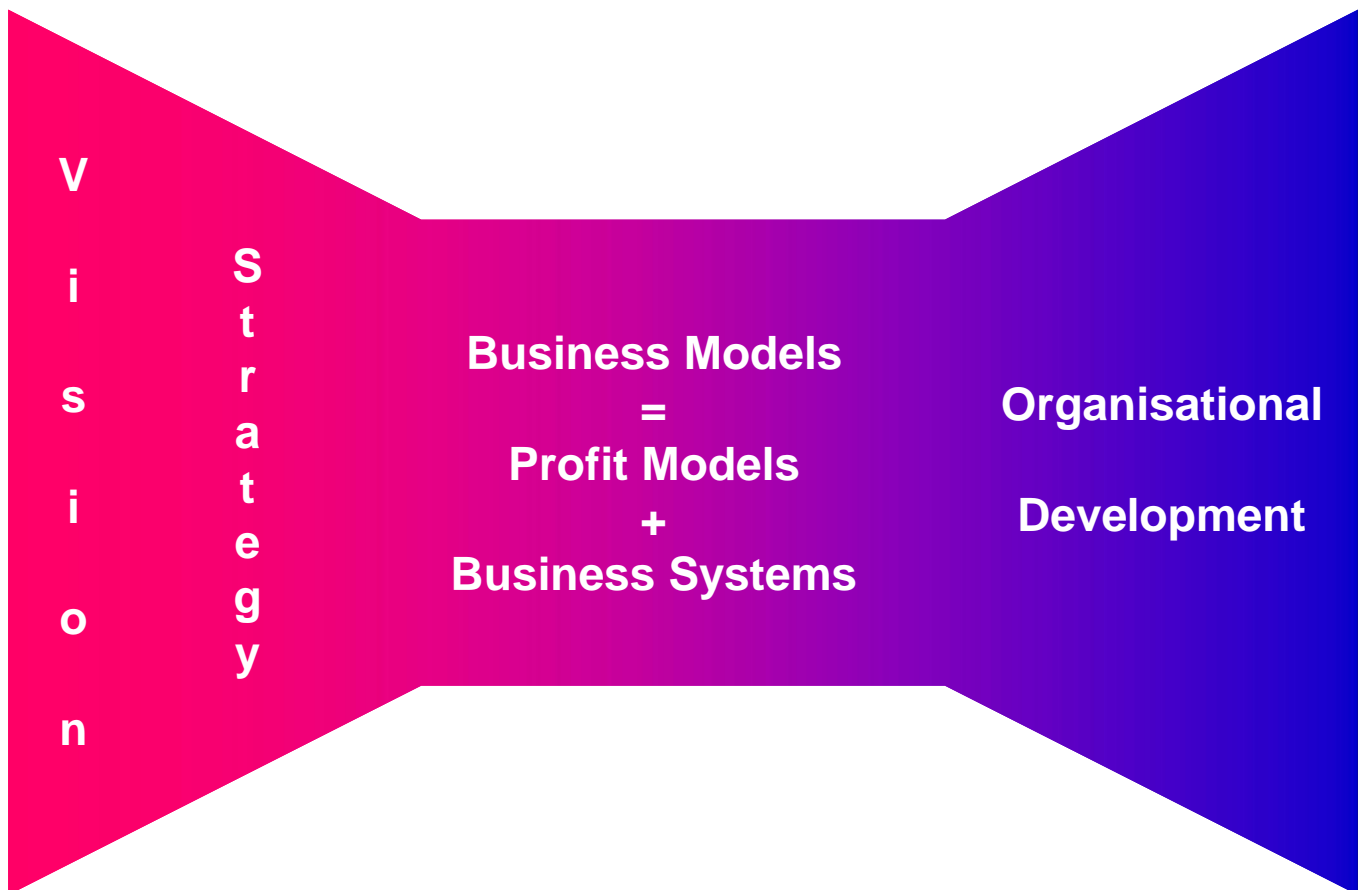 Vision
Strategy
Business Models
=
Profit Models
+
Business Systems
Organisational
Development